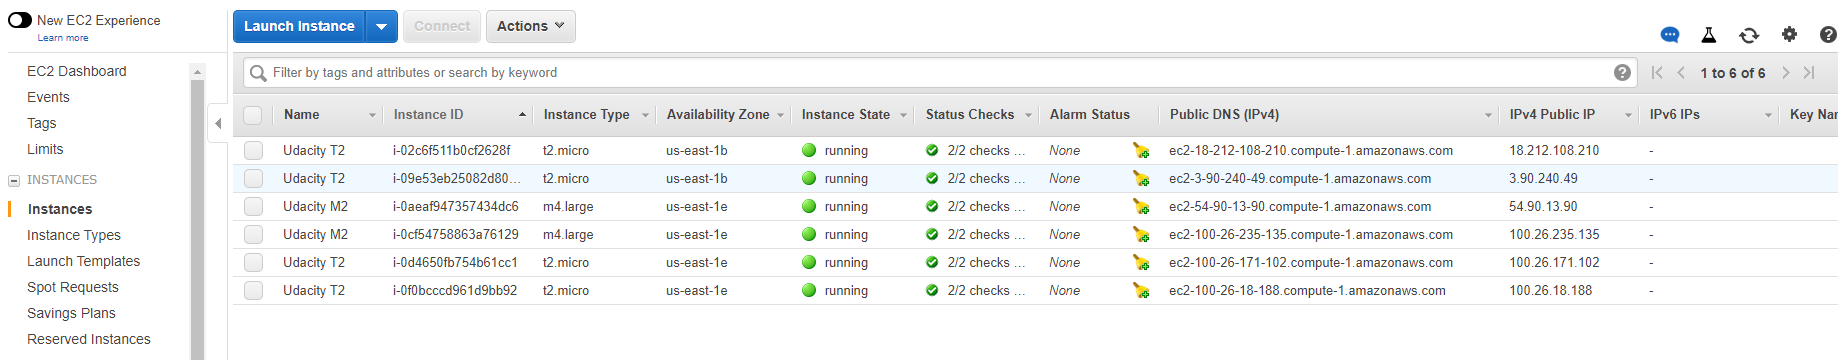 New EC2 Experience
Learn more
EC2 Dashboard
Events
Tags
Limits
INSTANCES
Instances
Instance Types
Launch Templates
Spot Requests
Savings Plans
Reserved Instances
Launch Instance Connect Actions
Filter by tags and attributes or search by keyword ? 1 to 6 of 6 ?
Name Instance ID Instance Type Availability Zone Instance State Status Checks Alarm Status Public DNS (IPv4) IPv4 Public IP IPv6 IPs Key Nar
Udacity T2 i-02c6f511b0cf2628f t2.micro us-east-1b running 2/2 checks ... None ec2-18-212-108-210.compute-1.amazonaws.com 18.212.108.210 -
Udacity T2 i-09e53eb25082d80... t2.micro us-east-1b running 2/2 checks ... None ec2-3-90-240-49.compute-1.amazonaws.com 3.90.240.49 -
Udacity M2 i-0aeaf947357434dc6 m4.large us-east-1e running 2/2 checks ... None ec2-54-90-13-90.compute-1.amazonaws.com 54.90.13.90 -
Udacity M2 i-0cf54758863a76129 m4.large us-east-1e running 2/2 checks ... None ec2-100-26-235-135.compute-1.amazonaws.com 100.26.235.135 -
Udacity T2 i-0d4650fb754b61cc1 t2.micro us-east-1e running 2/2 checks ... None ec2-100-26-171-102.compute-1.amazonaws.com 100.26.171.102 -
Udacity T2 i-0f0bcccd961d9bb92 t2.micro us-east-1e running 2/2 checks ... None ec2-100-26-18-188.compute-1.amazonaws.com 100.26.18.188 -